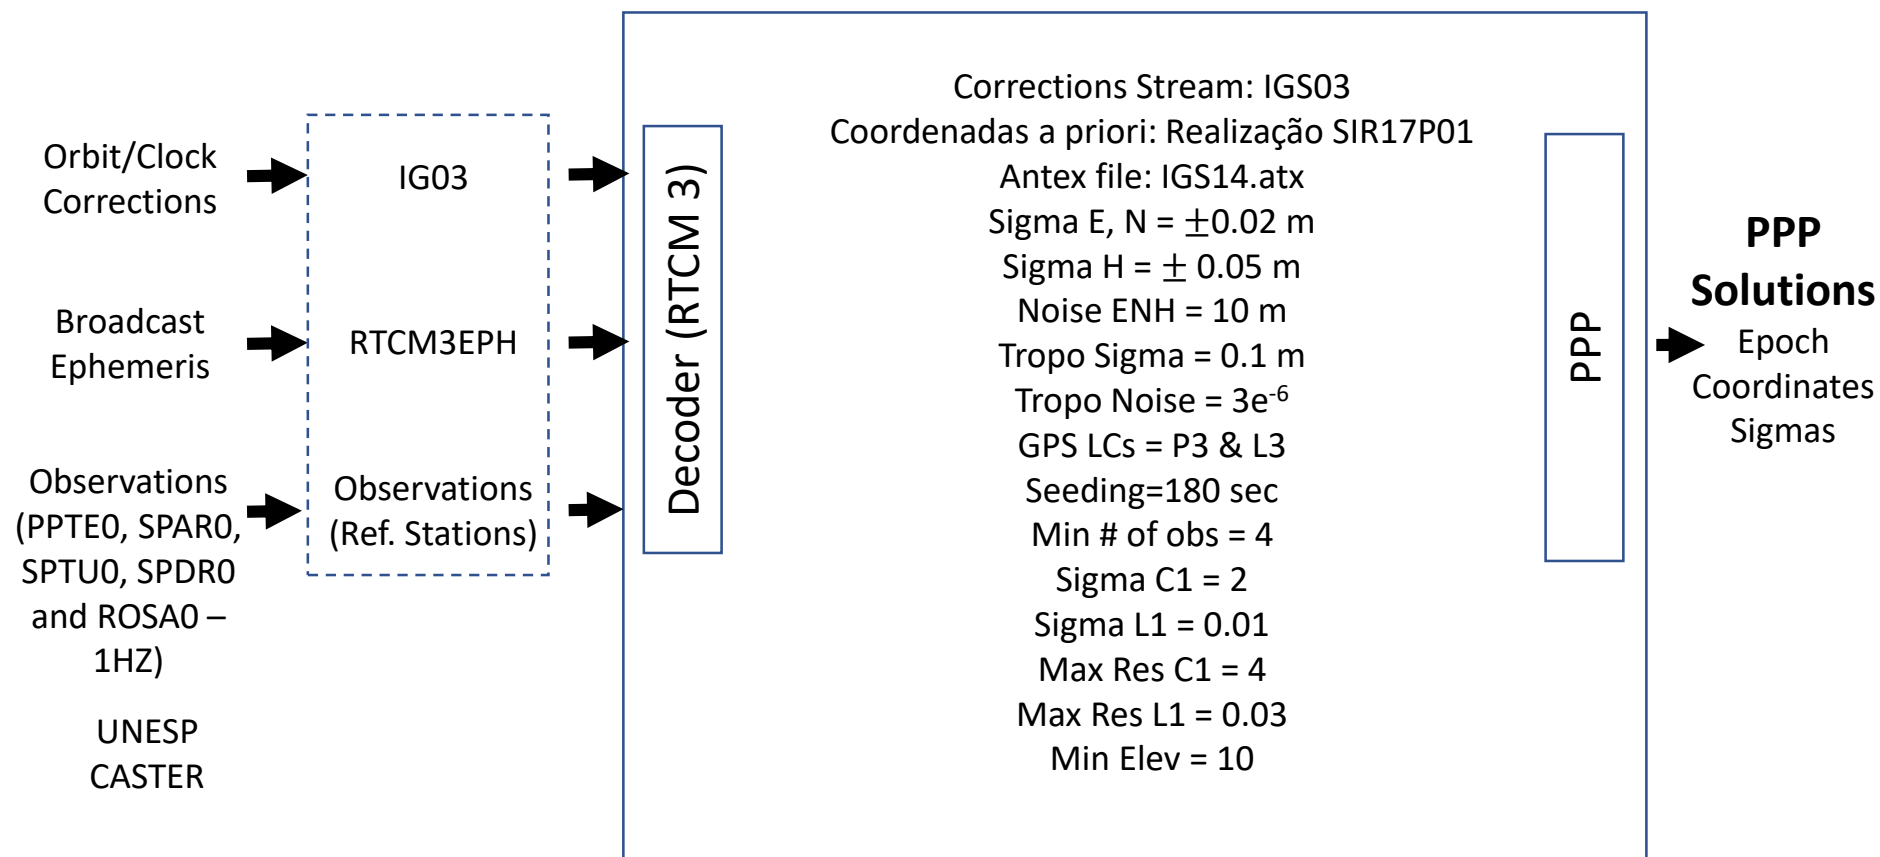 Orbit/Clock
Corrections
Broadcast
Ephemeris
Observations
(PPTE0, SPAR0,
SPTU0, SPDR0
and ROSA0 –
1HZ)
UNESP
CASTER
IG03
RTCM3EPH
Observations
(Ref. Stations)
Decoder (RTCM 3)
Corrections Stream: IGS03
Coordenadas a priori: Realização SIR17P01
Antex file: IGS14.atx
Sigma E, N = ±0.02 m
Sigma H = ± 0.05 m
Noise ENH = 10 m
Tropo Sigma = 0.1 m
Tropo Noise = 3e⁻⁶
GPS LCs = P3 & L3
Seeding=180 sec
Min # of obs = 4
Sigma C1 = 2
Sigma L1 = 0.01
Max Res C1 = 4
Max Res L1 = 0.03
Min Elev = 10
PPP
PPP
Solutions
Epoch
Coordinates
Sigmas